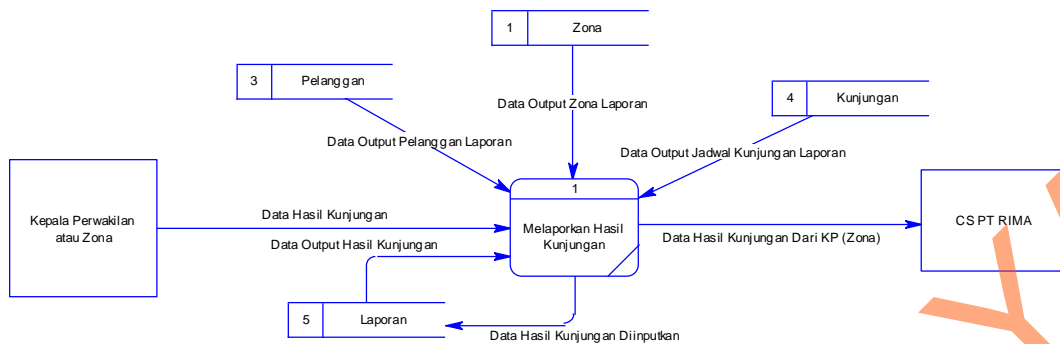 1 Zona
3 Pelanggan
4 Kunjungan
Data Output Zona Laporan
Data Output Pelanggan Laporan
Data Output Jadwal Kunjungan Laporan
Kepala Perwakilan
atau Zona
Data Hasil Kunjungan
Data Output Hasil Kunjungan
1
Melaporkan Hasil
Kunjungan
Data Hasil Kunjungan Dari KP (Zona)
CS PT RIMA
5 Laporan
Data Hasil Kunjungan Diinputkan